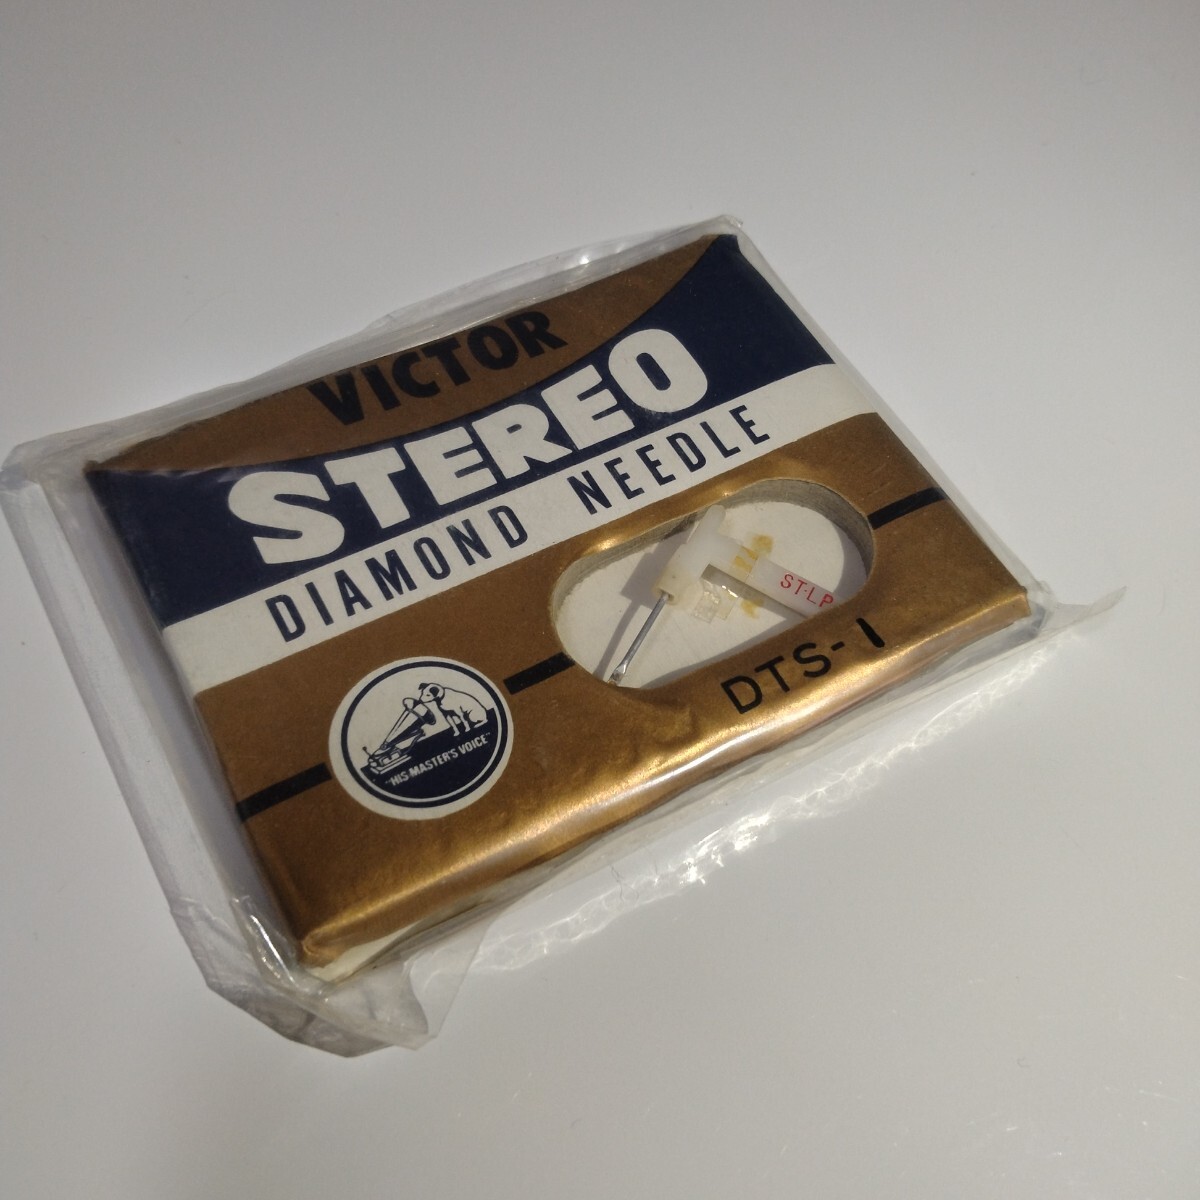 VICTOR
STEREO
DIAMOND NEEDLE
ST·LP
DTS-1
"HIS MASTER'S VOICE"